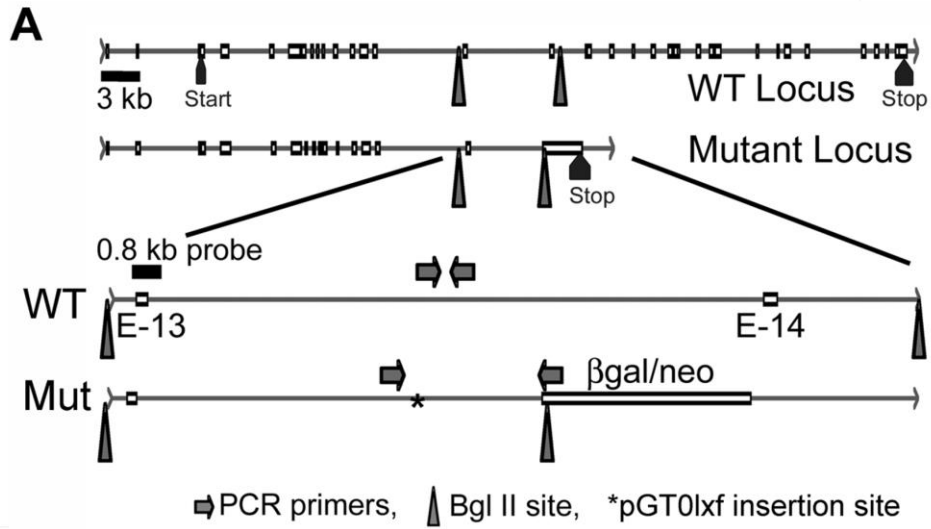 A
3 kb
Start
WT Locus
Stop
Mutant Locus
Stop
0.8 kb probe
WT
E-13
E-14
βgal/neo
Mut
*
PCR primers, Bgl II site, *pGT0lxf insertion site